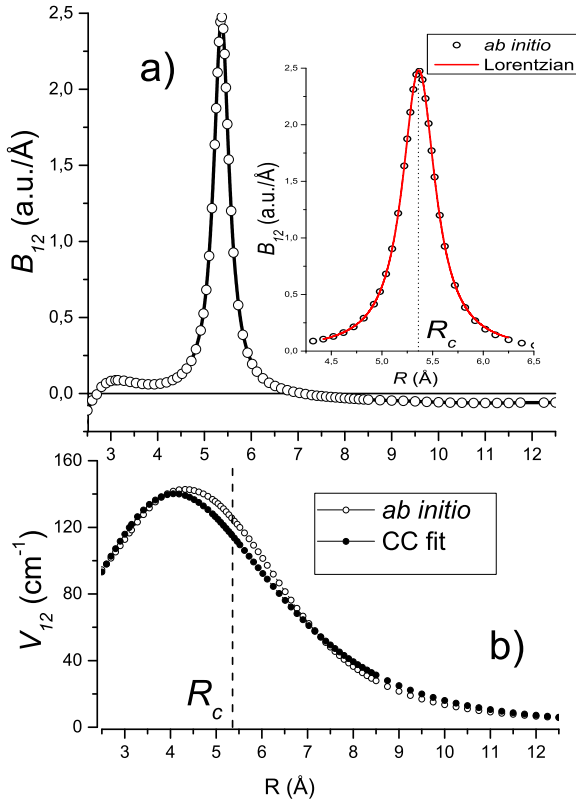 a)
B12 (a.u./Å)
2,5
2,0
1,5
1,0
0,5
0,0
3 4 5 6 7 8 9 10 11 12
ab initio
Lorentzian
B12 (a.u./Å)
2,5
2,0
1,5
1,0
0,5
0,0
Rc
4,5 5,0 5,5 6,0 6,5
R (Å)
160
120
80
40
0
V12 (cm-1)
ab initio
CC fit
b)
Rc
3 4 5 6 7 8 9 10 11 12
R (Å)